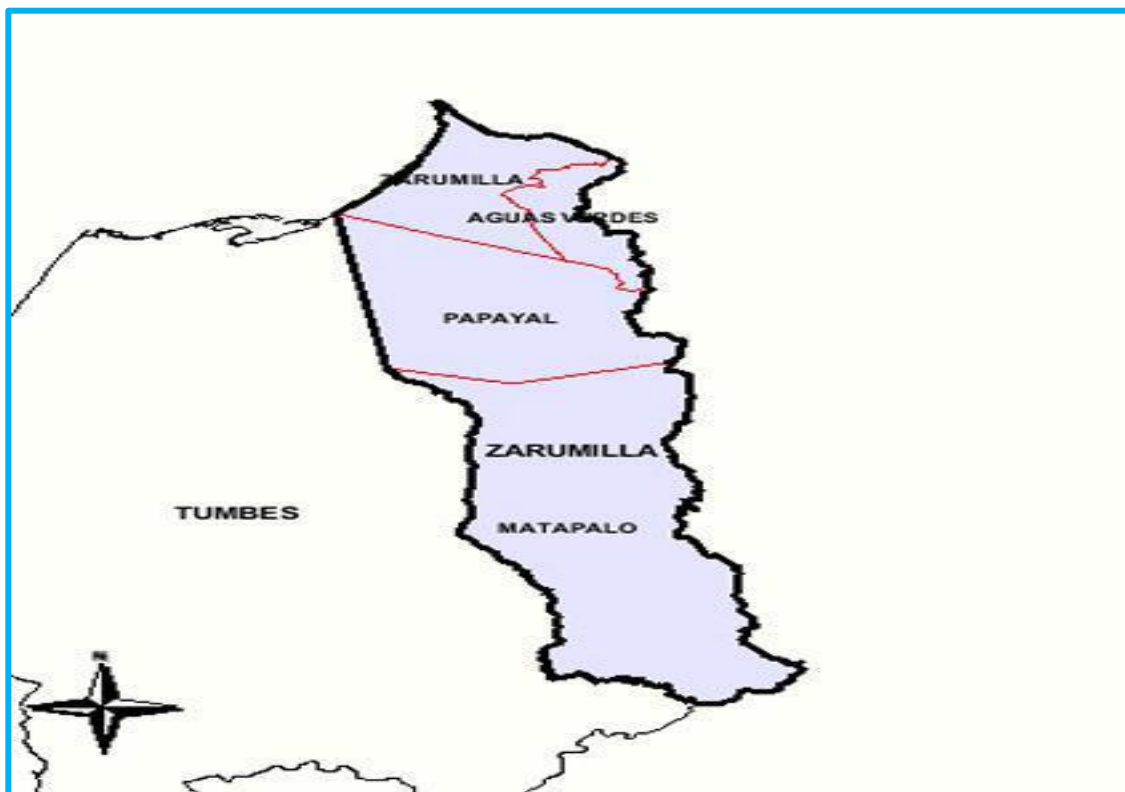 ZARUMILLA
AGUAS VERDES
PAPAYAL
ZARUMILLA
TUMBES
MATAPALO
N